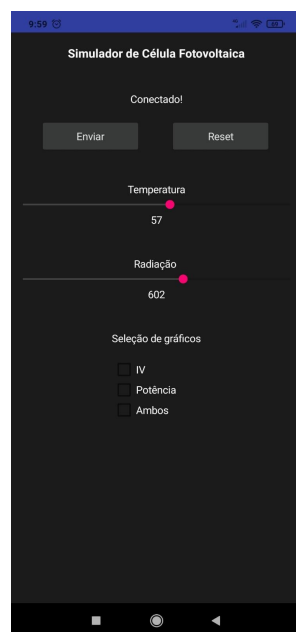 9:59
Simulador de Célula Fotovoltaica
Conectado!
Enviar Reset
Temperatura
57
Radiação
602
Seleção de gráficos
IV
Potência
Ambos